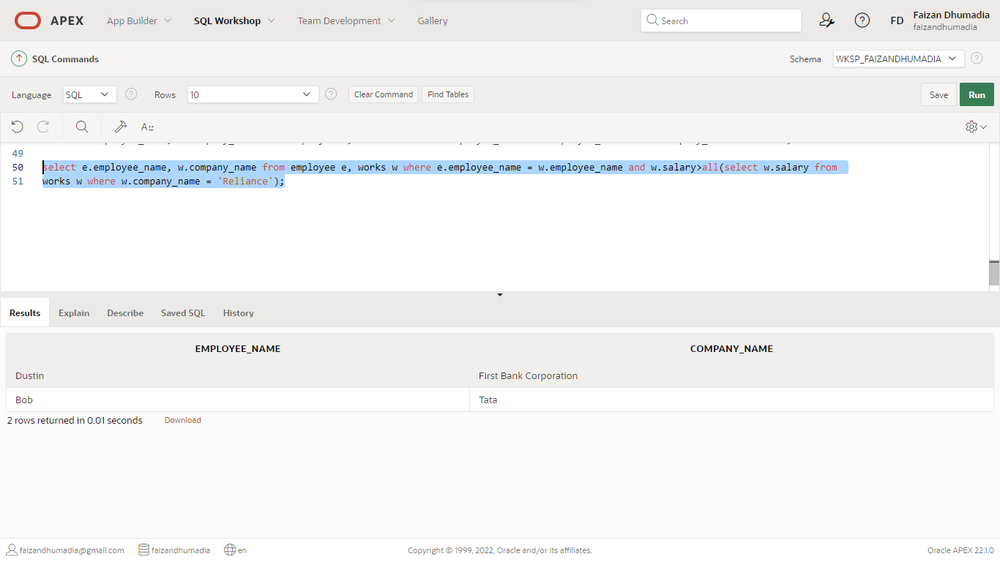 APEX App Builder SQL Workshop Team Development Gallery Search FD Faizan Dhumadia
faizandhumadia
SQL Commands Schema WKSP_FAIZANDHUMADIA
Language SQL Rows 10 Clear Command Find Tables Save Run
A::
49
50 select e.employee_name, w.company_name from employee e, works w where e.employee_name = w.employee_name and w.salary>all(select w.salary from
51 works w where w.company_name = 'Reliance');
Results Explain Describe Saved SQL History
EMPLOYEE_NAME COMPANY_NAME
Dustin First Bank Corporation
Bob Tata
2 rows returned in 0.01 seconds Download
faizandhumadia@gmail.com faizandhumadia en Copyright © 1999, 2022, Oracle and/or its affiliates. Oracle APEX 22.1.0